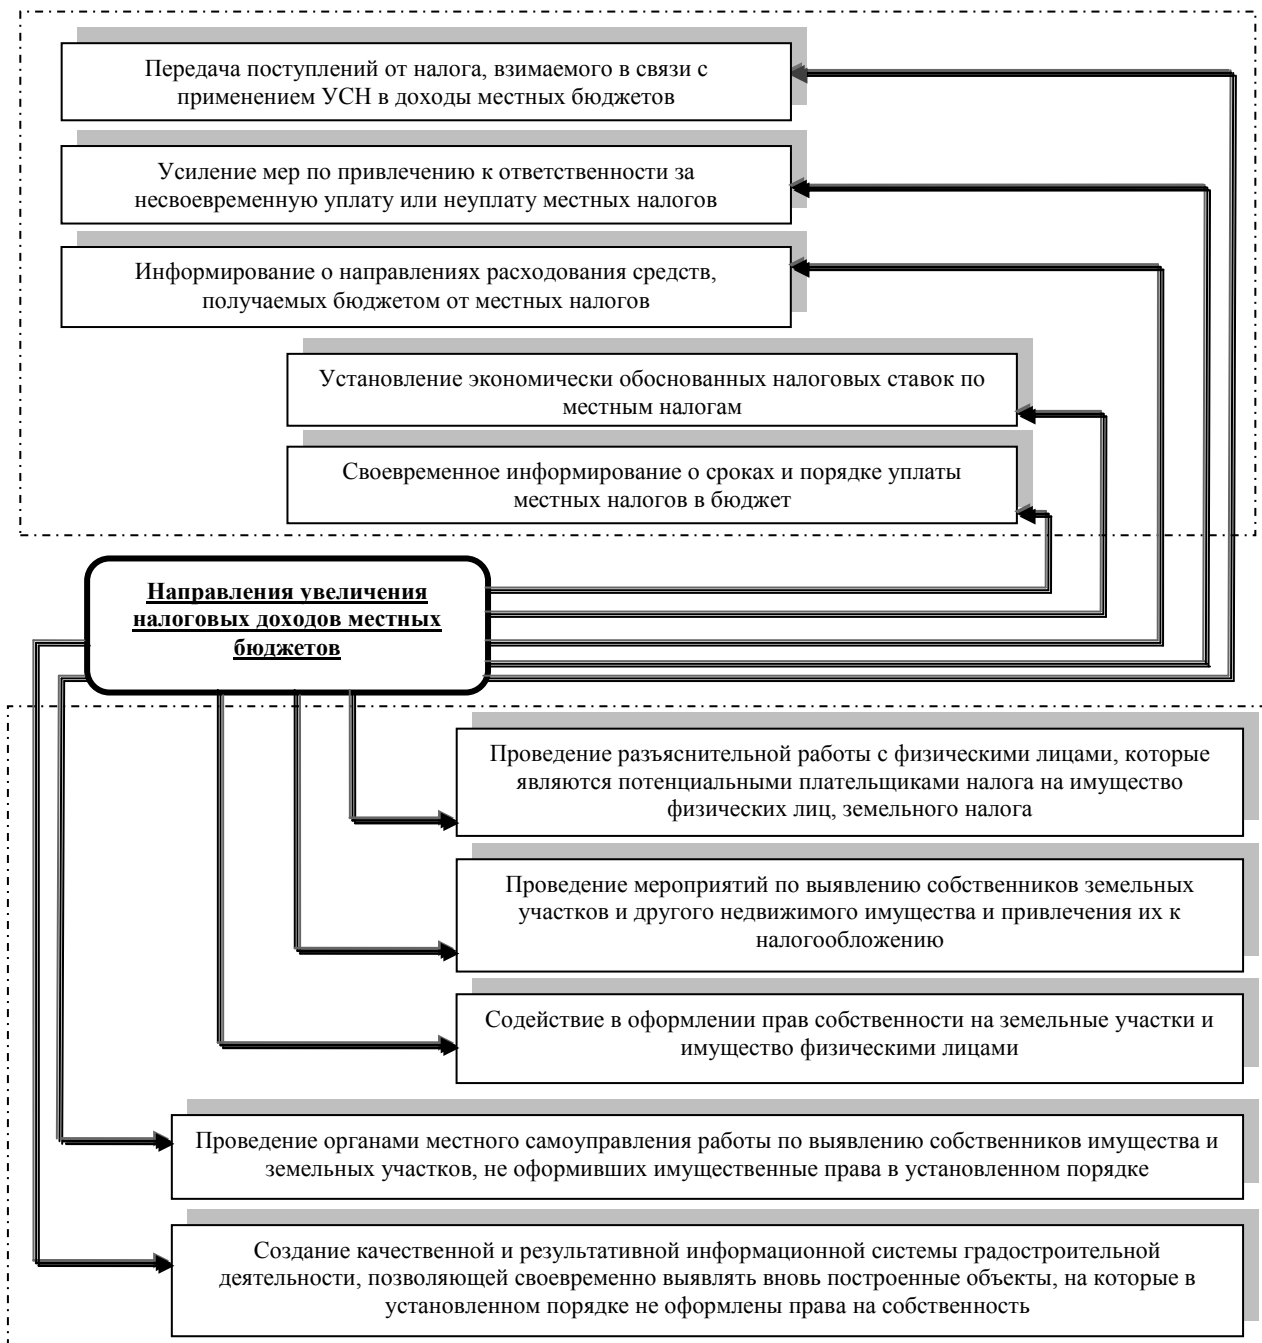 Передача поступлений от налога, взимаемого в связи с
применением УСН в доходы местных бюджетов
Усиление мер по привлечению к ответственности за
несвоевременную уплату или неуплату местных налогов
Информирование о направлениях расходования средств,
получаемых бюджетом от местных налогов
Установление экономически обоснованных налоговых ставок по
местным налогам
Своевременное информирование о сроках и порядке уплаты
местных налогов в бюджет
Направления увеличения
налоговых доходов местных
бюджетов
Проведение разъяснительной работы с физическими лицами, которые
являются потенциальными плательщиками налога на имущество
физических лиц, земельного налога
Проведение мероприятий по выявлению собственников земельных
участков и другого недвижимого имущества и привлечения их к
налогообложению
Содействие в оформлении прав собственности на земельные участки и
имущество физическими лицами
Проведение органами местного самоуправления работы по выявлению собственников имущества и
земельных участков, не оформивших имущественные права в установленном порядке
Создание качественной и результативной информационной системы градостроительной
деятельности, позволяющей своевременно выявлять вновь построенные объекты, на которые в
установленном порядке не оформлены права на собственность